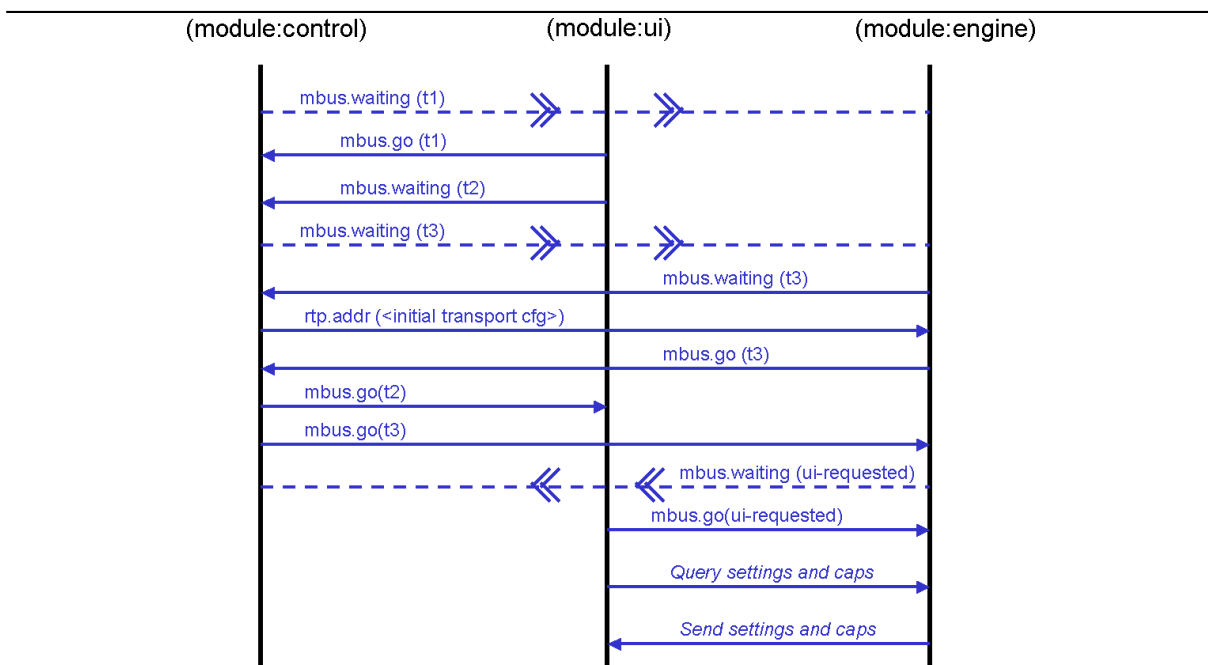 (module:control) (module:ui) (module:engine)
mbus.waiting (t1)
mbus.go (t1)
mbus.waiting (t2)
mbus.waiting (t3)
mbus.waiting (t3)
rtp.addr (<initial transport cfg>)
mbus.go (t3)
mbus.go(t2)
mbus.go(t3)
mbus.waiting (ui-requested)
mbus.go(ui-requested)
Query settings and caps
Send settings and caps